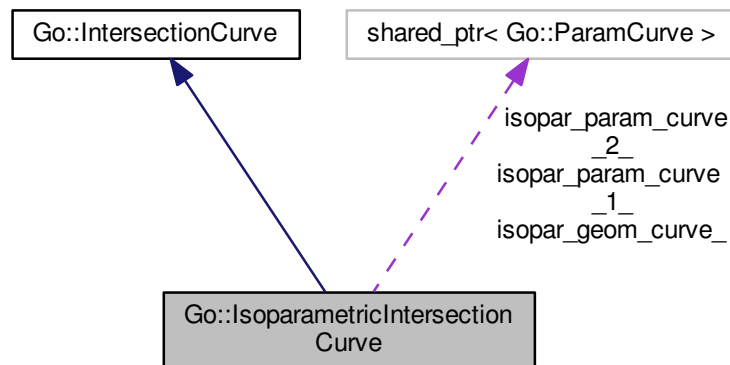 Go::IntersectionCurve
shared_ptr< Go::ParamCurve >
isopar_param_curve
_2_
isopar_param_curve
_1_
isopar_geom_curve_
Go::IsoparametricIntersection
Curve